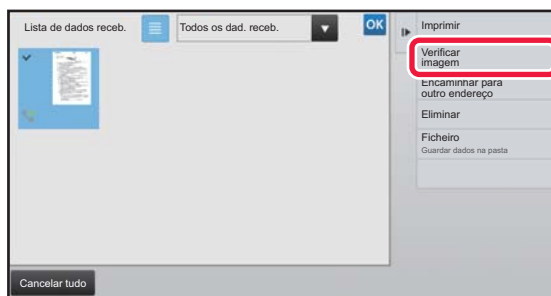 Lista de dados receb.
Todos os dad. receb.
OK
Imprimir
Verificar
imagem
Encaminhar para
outro endereço
Eliminar
Ficheiro
Guardar dados na pasta
Cancelar tudo